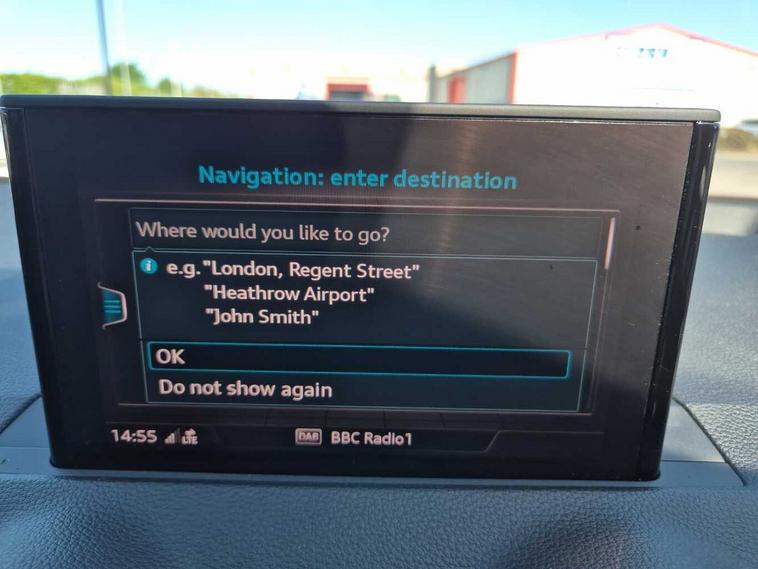 Navigation: enter destination
Where would you like to go?
e.g. "London, Regent Street"
"Heathrow Airport"
"John Smith"
OK
Do not show again
14:55 LTE DAB BBC Radio1